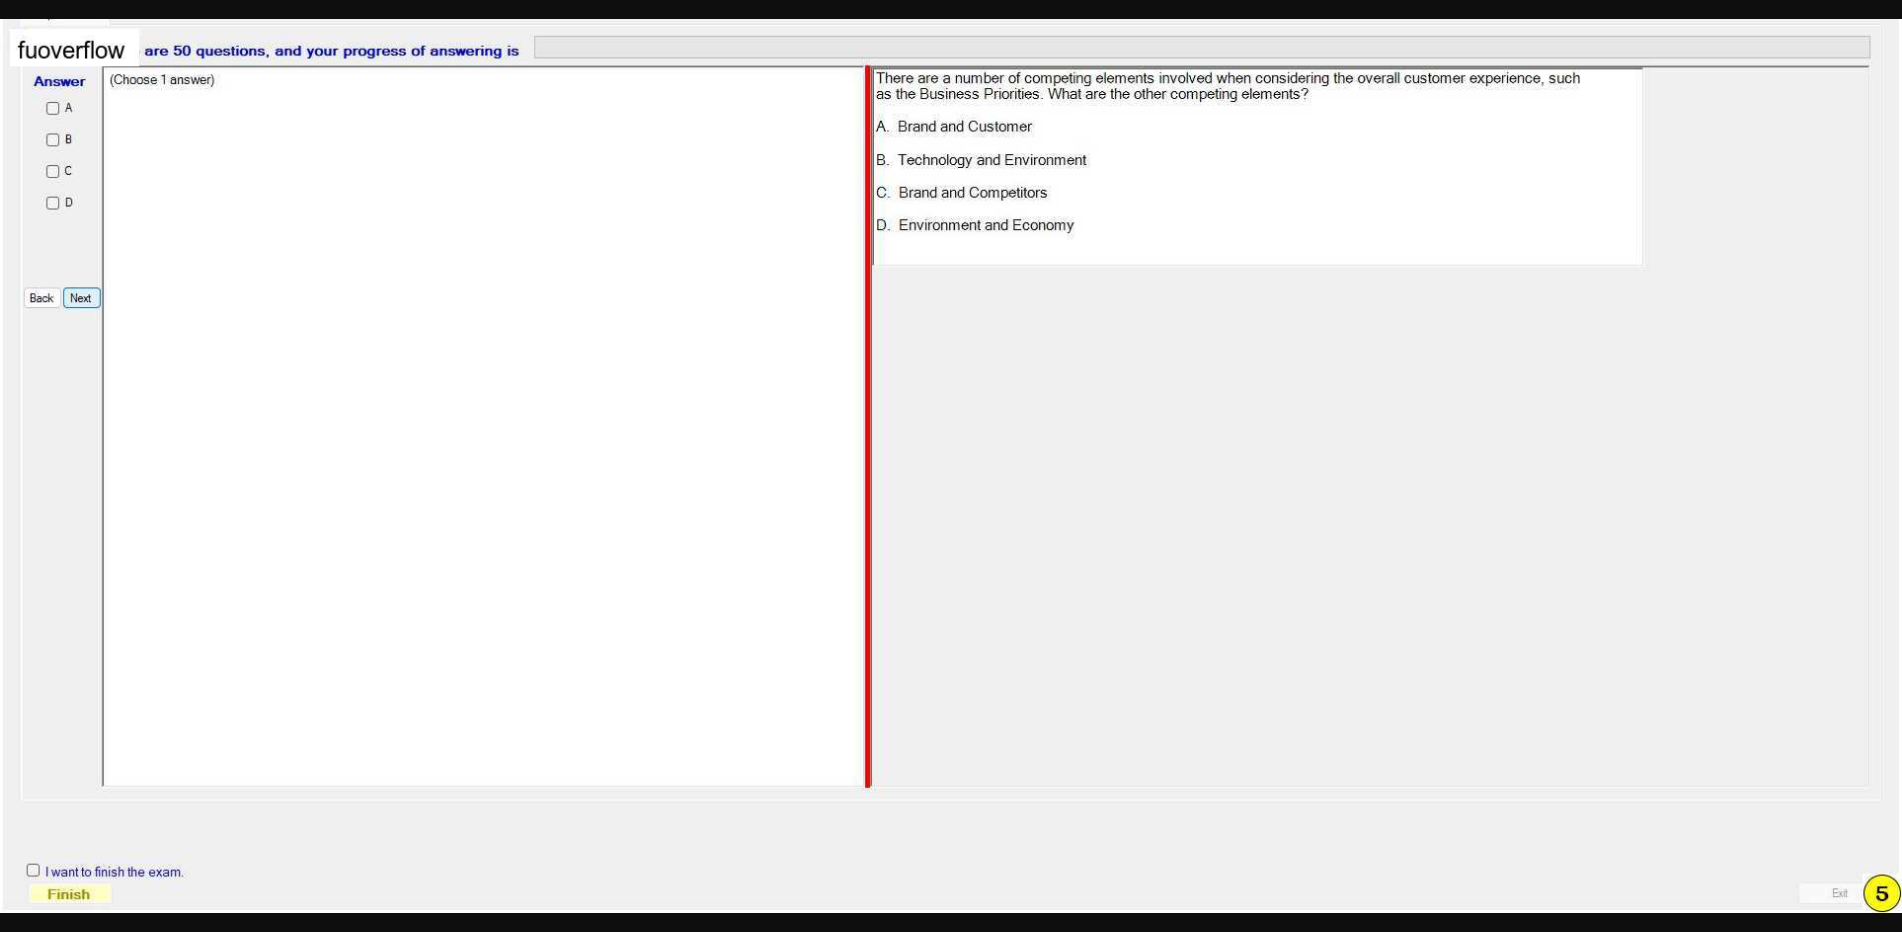 fuoverflow are 50 questions, and your progress of answering is
Answer
(Choose 1 answer)
A
B
C
D
Back Next
There are a number of competing elements involved when considering the overall customer experience, such
as the Business Priorities. What are the other competing elements?
A. Brand and Customer
B. Technology and Environment
C. Brand and Competitors
D. Environment and Economy
I want to finish the exam.
Finish
Exit
5